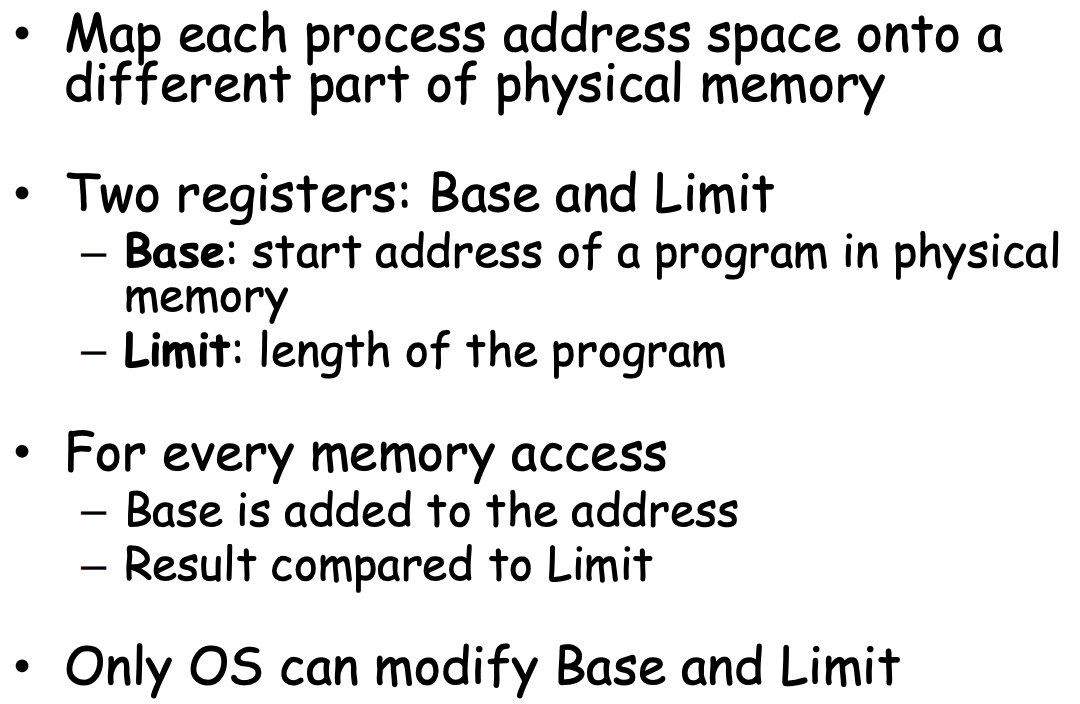 • Map each process address space onto a
different part of physical memory
• Two registers: Base and Limit
– Base: start address of a program in physical
memory
– Limit: length of the program
• For every memory access
– Base is added to the address
– Result compared to Limit
• Only OS can modify Base and Limit